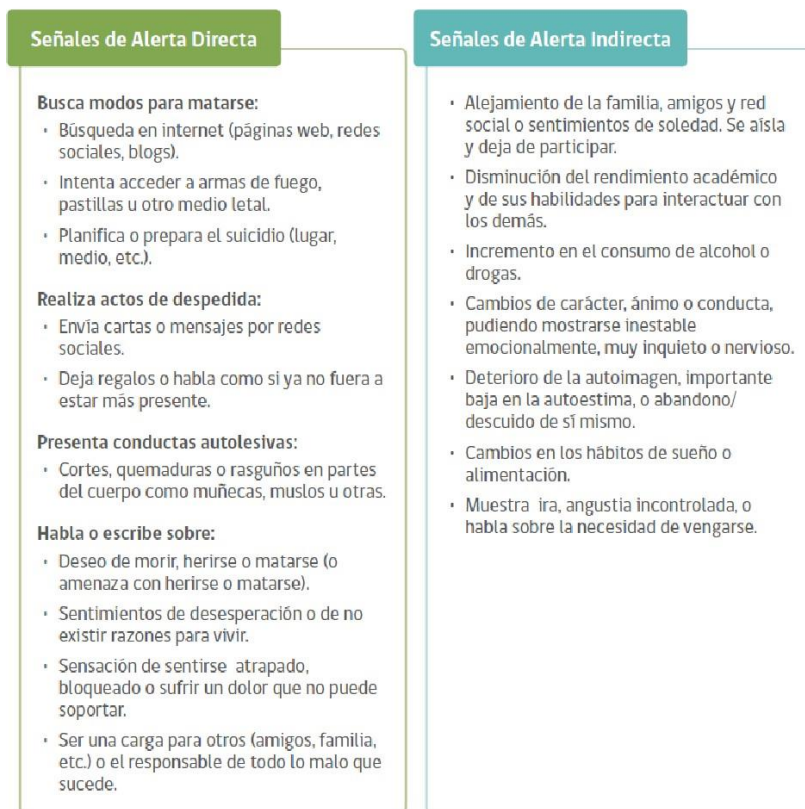 Señales de Alerta Directa
Busca modos para matarse:
• Búsqueda en internet (páginas web, redes
sociales, blogs).
• Intenta acceder a armas de fuego,
pastillas u otro medio letal.
• Planifica o prepara el suicidio (lugar,
medio, etc.).
Realiza actos de despedida:
• Envía cartas o mensajes por redes
sociales.
• Deja regalos o habla como si ya no fuera a
estar más presente.
Presenta conductas autolesivas:
• Cortes, quemaduras o rasguños en partes
del cuerpo como muñecas, muslos u otras.
Habla o escribe sobre:
• Deseo de morir, herirse o matarse (o
amenaza con herirse o matarse).
• Sentimientos de desesperación o de no
existir razones para vivir.
• Sensación de sentirse atrapado,
bloqueado o sufrir un dolor que no puede
soportar.
• Ser una carga para otros (amigos, familia,
etc.) o el responsable de todo lo malo que
sucede.
Señales de Alerta Indirecta
• Alejamiento de la familia, amigos y red
social o sentimientos de soledad. Se aísla
y deja de participar.
• Disminución del rendimiento académico
y de sus habilidades para interactuar con
los demás.
• Incremento en el consumo de alcohol o
drogas.
• Cambios de carácter, ánimo o conducta,
pudiendo mostrarse inestable
emocionalmente, muy inquieto o nervioso.
• Deterioro de la autoimagen, importante
baja en la autoestima, o abandono/
descuido de sí mismo.
• Cambios en los hábitos de sueño o
alimentación.
• Muestra ira, angustia incontrolada, o
habla sobre la necesidad de vengarse.